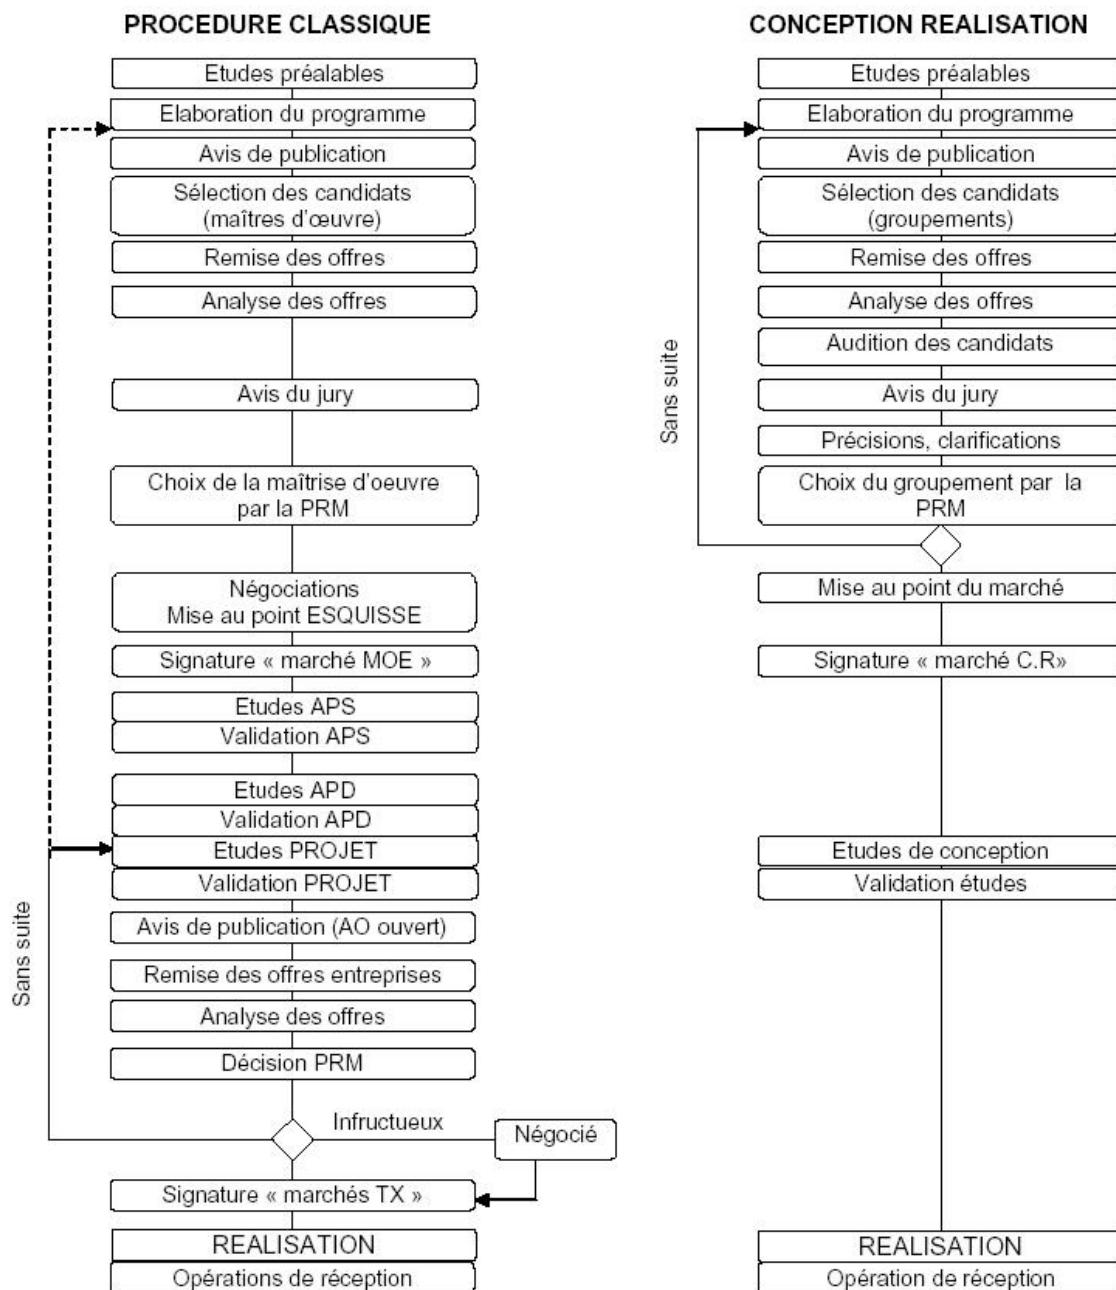 PROCEDURE CLASSIQUE
Etudes préalables
Elaboration du programme
Avis de publication
Sélection des candidats
(maîtres d'œuvre)
Remise des offres
Analyse des offres
Avis du jury
Choix de la maîtrise d'oeuvre
par la PRM
Négociations
Mise au point ESQUISSE
Signature « marché MOE »
Etudes APS
Validation APS
Etudes APD
Validation APD
Etudes PROJET
Validation PROJET
Avis de publication (AO ouvert)
Remise des offres entreprises
Analyse des offres
Décision PRM
Sans suite
Infructueux
Négocié
Signature « marchés TX »
REALISATION
Opérations de réception
CONCEPTION REALISATION
Etudes préalables
Elaboration du programme
Avis de publication
Sélection des candidats
(groupements)
Remise des offres
Analyse des offres
Audition des candidats
Avis du jury
Précisions, clarifications
Choix du groupement par la
PRM
Sans suite
Mise au point du marché
Signature « marché C.R»
Etudes de conception
Validation études
REALISATION
Opération de réception